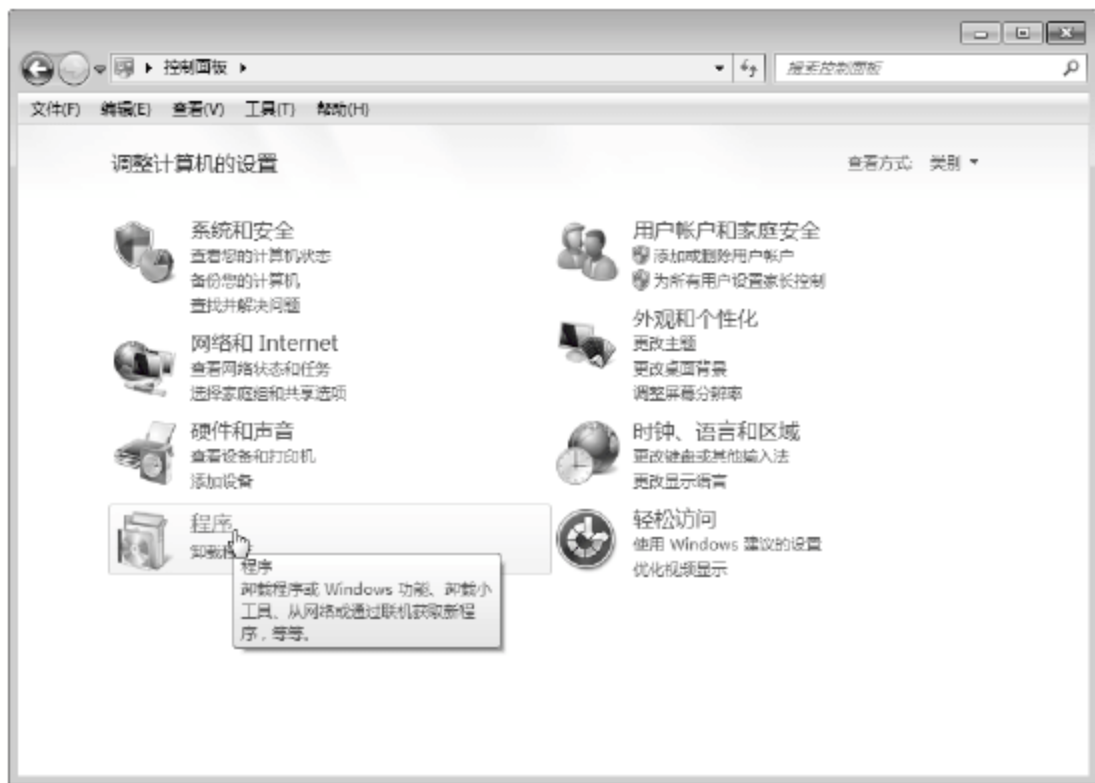 控制面板
搜索控制面板
文件(F) 编辑(E) 查看(V) 工具(T) 帮助(H)
调整计算机的设置
查看方式: 类别
系统和安全
查看您的计算机状态
备份您的计算机
查找并解决问题
网络和 Internet
查看网络状态和任务
选择家庭组和共享选项
硬件和声音
查看设备和打印机
添加设备
程序
卸载程序
程序
卸载程序或 Windows 功能、卸载小
工具、从网络或通过联机获取新程
序，等等。
用户帐户和家庭安全
添加或删除用户帐户
为所有用户设置家长控制
外观和个性化
更改主题
更改桌面背景
调整屏幕分辨率
时钟、语言和区域
更改键盘或其他输入法
更改显示语言
轻松访问
使用 Windows 建议的设置
优化视频显示